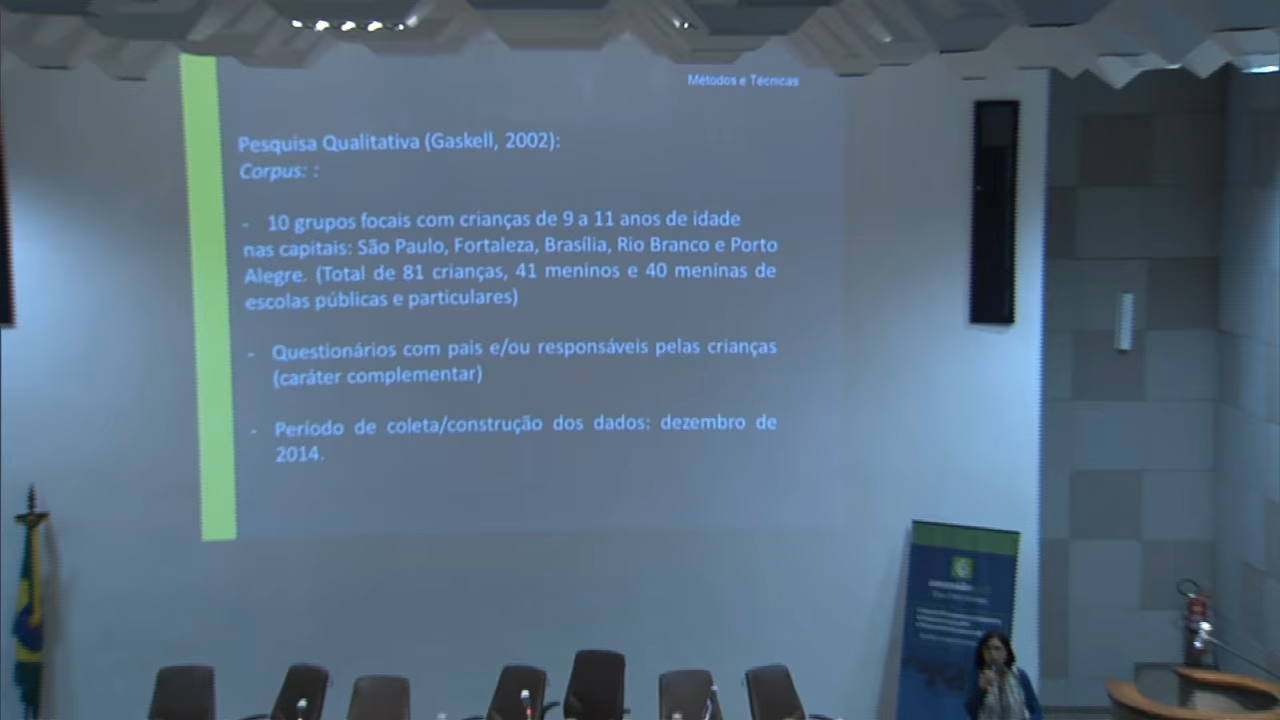 Métodos e Técnicas
Pesquisa Qualitativa (Gaskell, 2002):
Corpus: :
- 10 grupos focais com crianças de 9 a 11 anos de idade
nas capitais: São Paulo, Fortaleza, Brasília, Rio Branco e Porto
Alegre. (Total de 81 crianças, 41 meninos e 40 meninas de
escolas públicas e particulares)
- Questionários com pais e/ou responsáveis pelas crianças
(caráter complementar)
- Período de coleta/construção dos dados: dezembro de
2014.